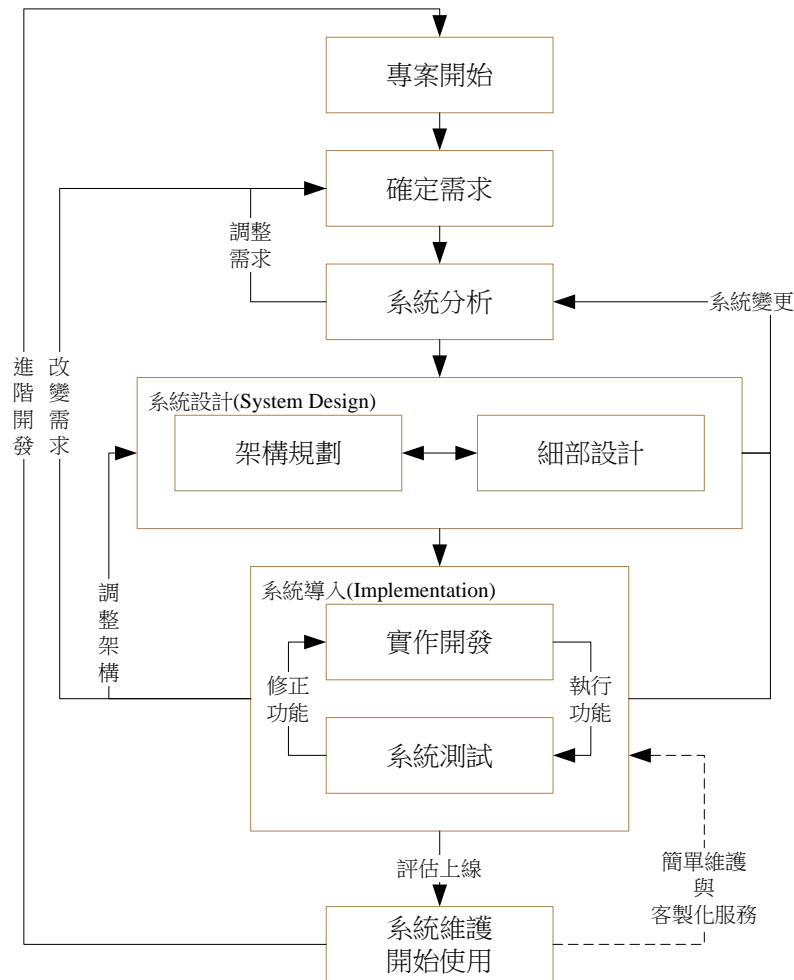 專案開始
確定需求
調整
需求
系統分析
系統變更
進階開發
改變需求
系統設計(System Design)
架構規劃
細部設計
調整架構
系統導入(Implementation)
實作開發
修正
功能
執行
功能
系統測試
評估上線
簡單維護
與
客製化服務
系統維護
開始使用